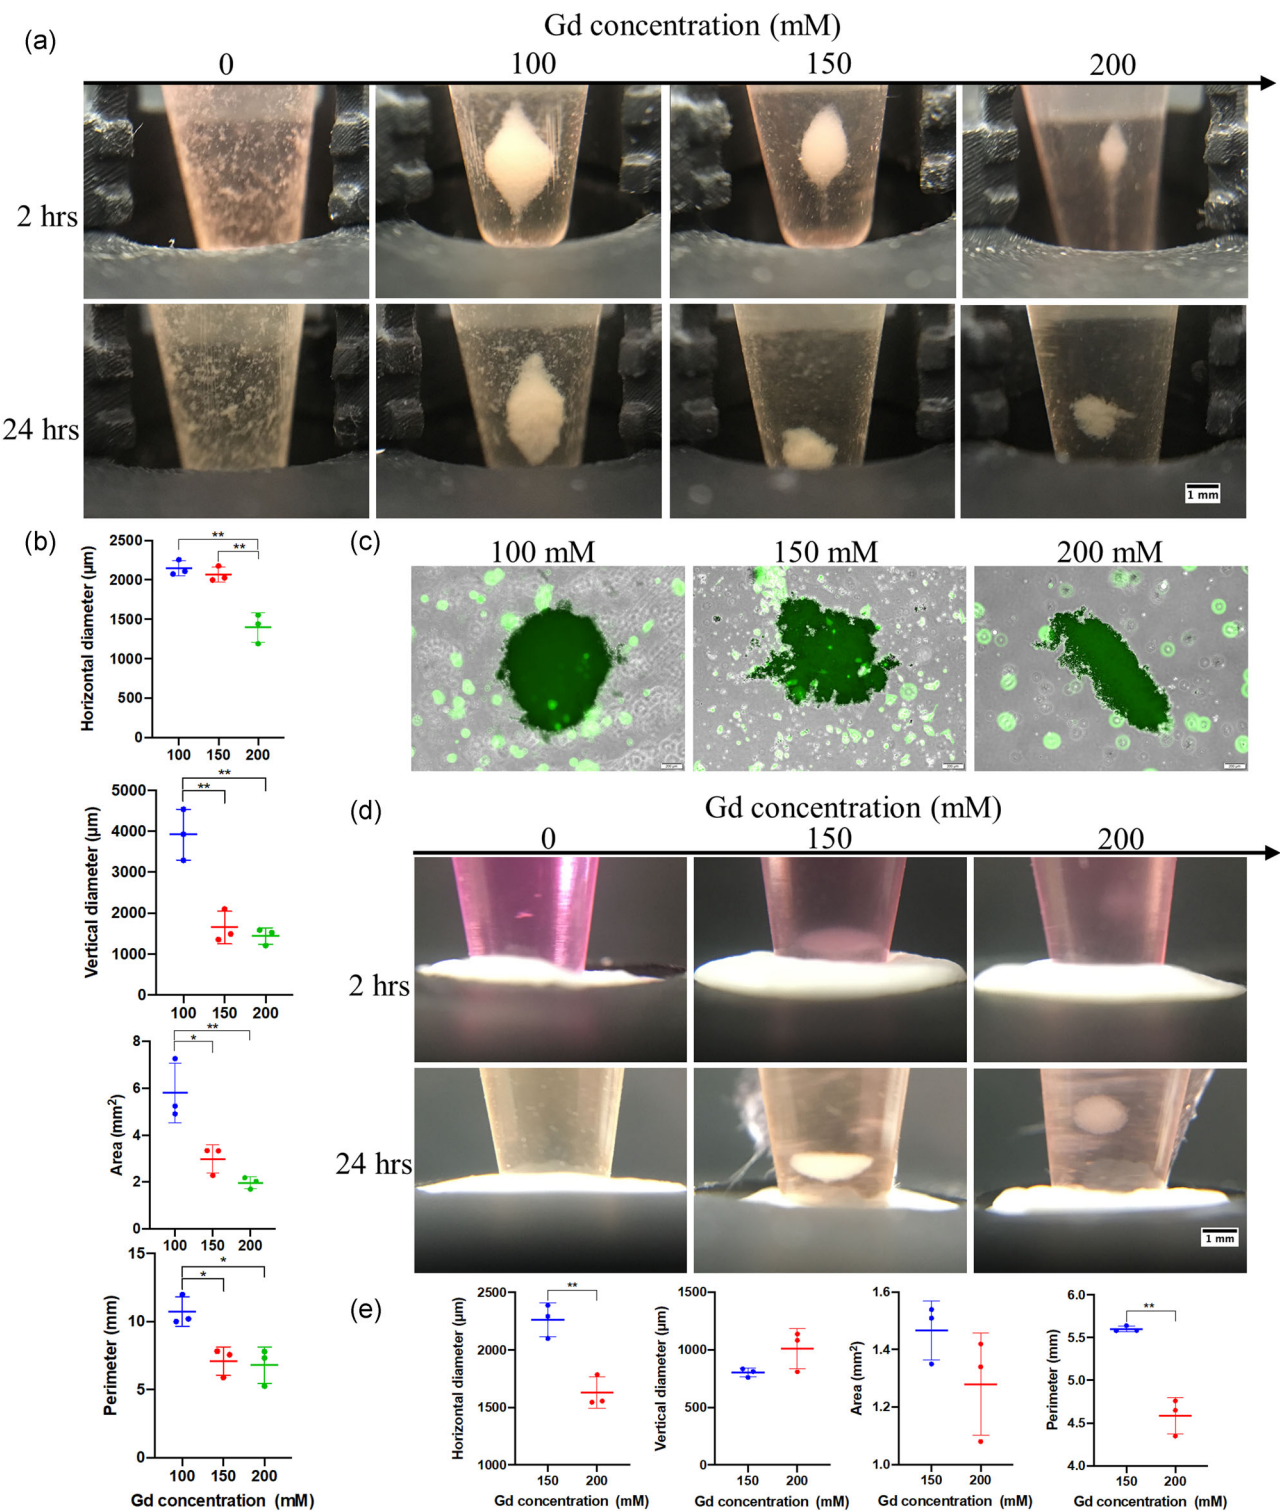 (a)
Gd concentration (mM)
0 100 150 200
2 hrs
24 hrs
1 mm
(b)
Horizontal diameter (µm)
2500
2000
1500
1000
500
0
** **
100 150 200
Vertical diameter (µm)
5000
4000
3000
2000
1000
0
** **
100 150 200
Area (mm²)
8
6
4
2
0
** *
100 150 200
Perimeter (mm)
15
10
5
0
* *
100 150 200
Gd concentration (mM)
(c)
100 mM 150 mM 200 mM
(d)
Gd concentration (mM)
0 150 200
2 hrs
24 hrs
1 mm
(e)
Horizontal diameter (µm)
2500
2000
1500
1000
**
150 200
Gd concentration (mM)
Vertical diameter (µm)
1500
1000
500
0
150 200
Gd concentration (mM)
Area (mm²)
1.6
1.4
1.2
1.0
150 200
Gd concentration (mM)
Perimeter (mm)
6.0
5.5
5.0
4.5
4.0
**
150 200
Gd concentration (mM)